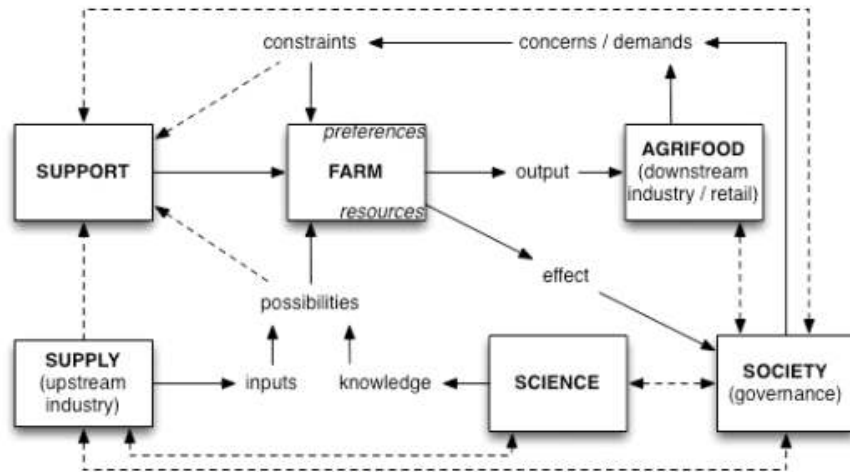 constraints
concerns / demands
SUPPORT
preferences
FARM
resources
output
AGRIFOOD
(downstream
industry / retail)
effect
possibilities
SUPPLY
(upstream
industry)
inputs
knowledge
SCIENCE
SOCIETY
(governance)